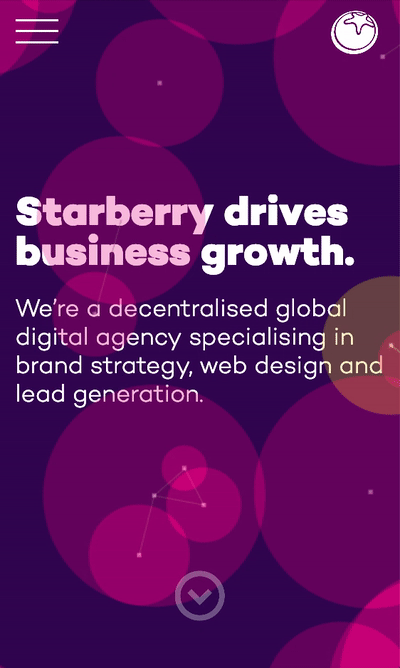 Starberry drives
business growth.
We're a decentralised global
digital agency specialising in
brand strategy, web design and
lead generation.